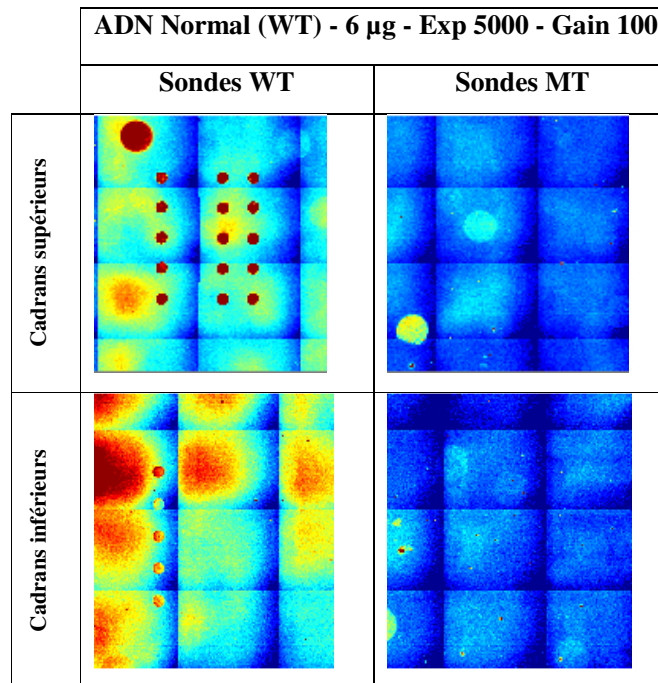 ADN Normal (WT) - 6 µg - Exp 5000 - Gain 100
Sondes WT
Sondes MT
Cadrans supérieurs
Cadrans inférieurs